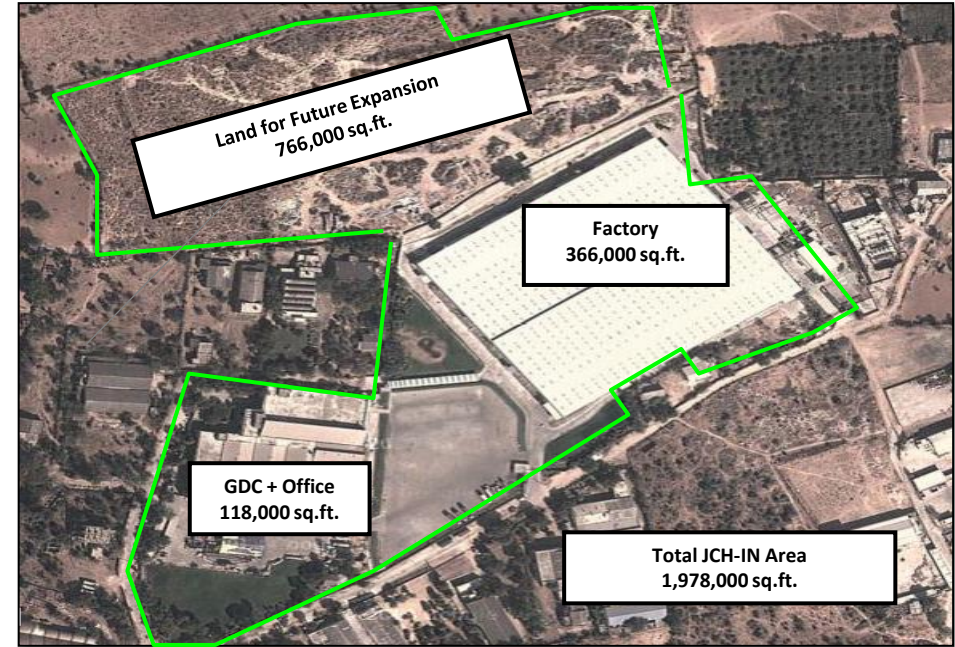 Land for Future Expansion
766,000 sq.ft.
Factory
366,000 sq.ft.
GDC + Office
118,000 sq.ft.
Total JCH-IN Area
1,978,000 sq.ft.